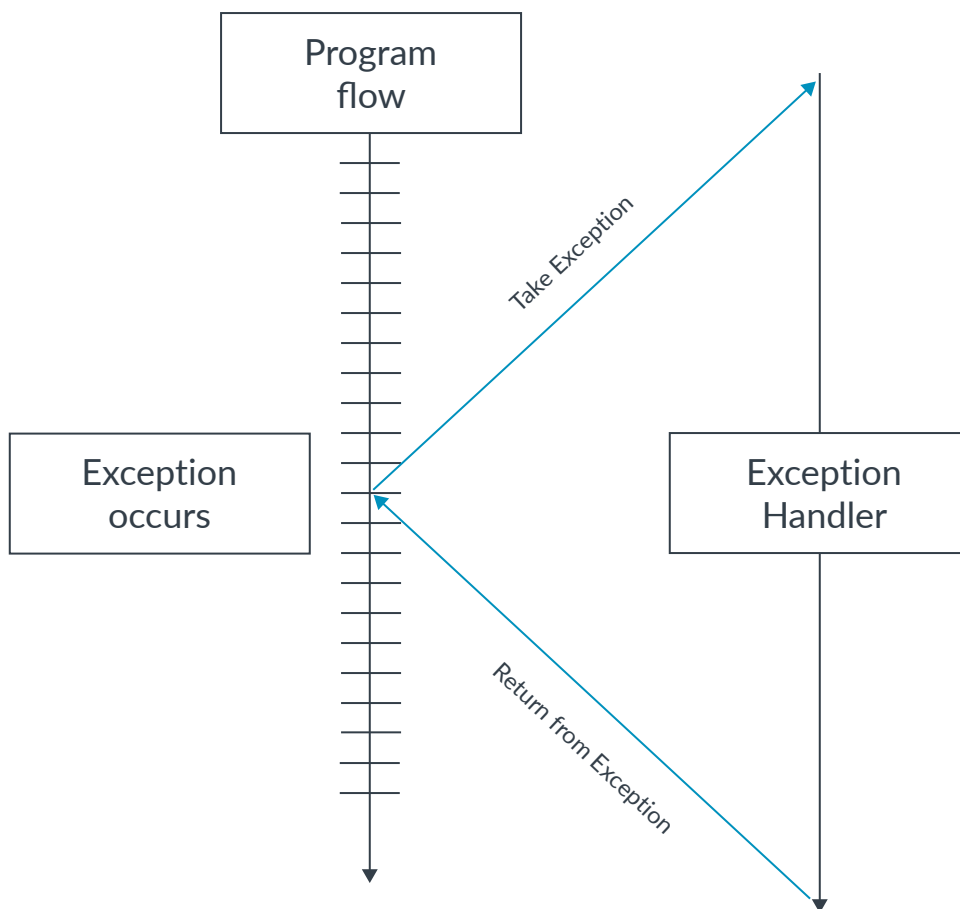 Program
flow
Take Exception
Exception
occurs
Exception
Handler
Return from Exception